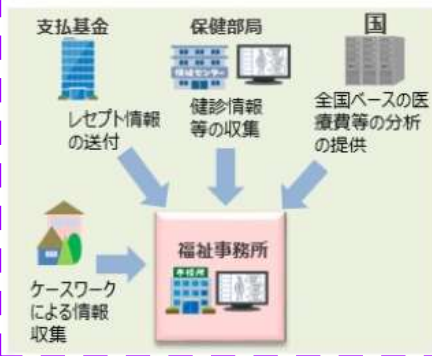 支払基金
保健部局
国
レセプト情報
の送付
健診情報
等の収集
全国ベースの医
療費等の分析
の提供
福祉事務所
ケースワーク
による情報
収集